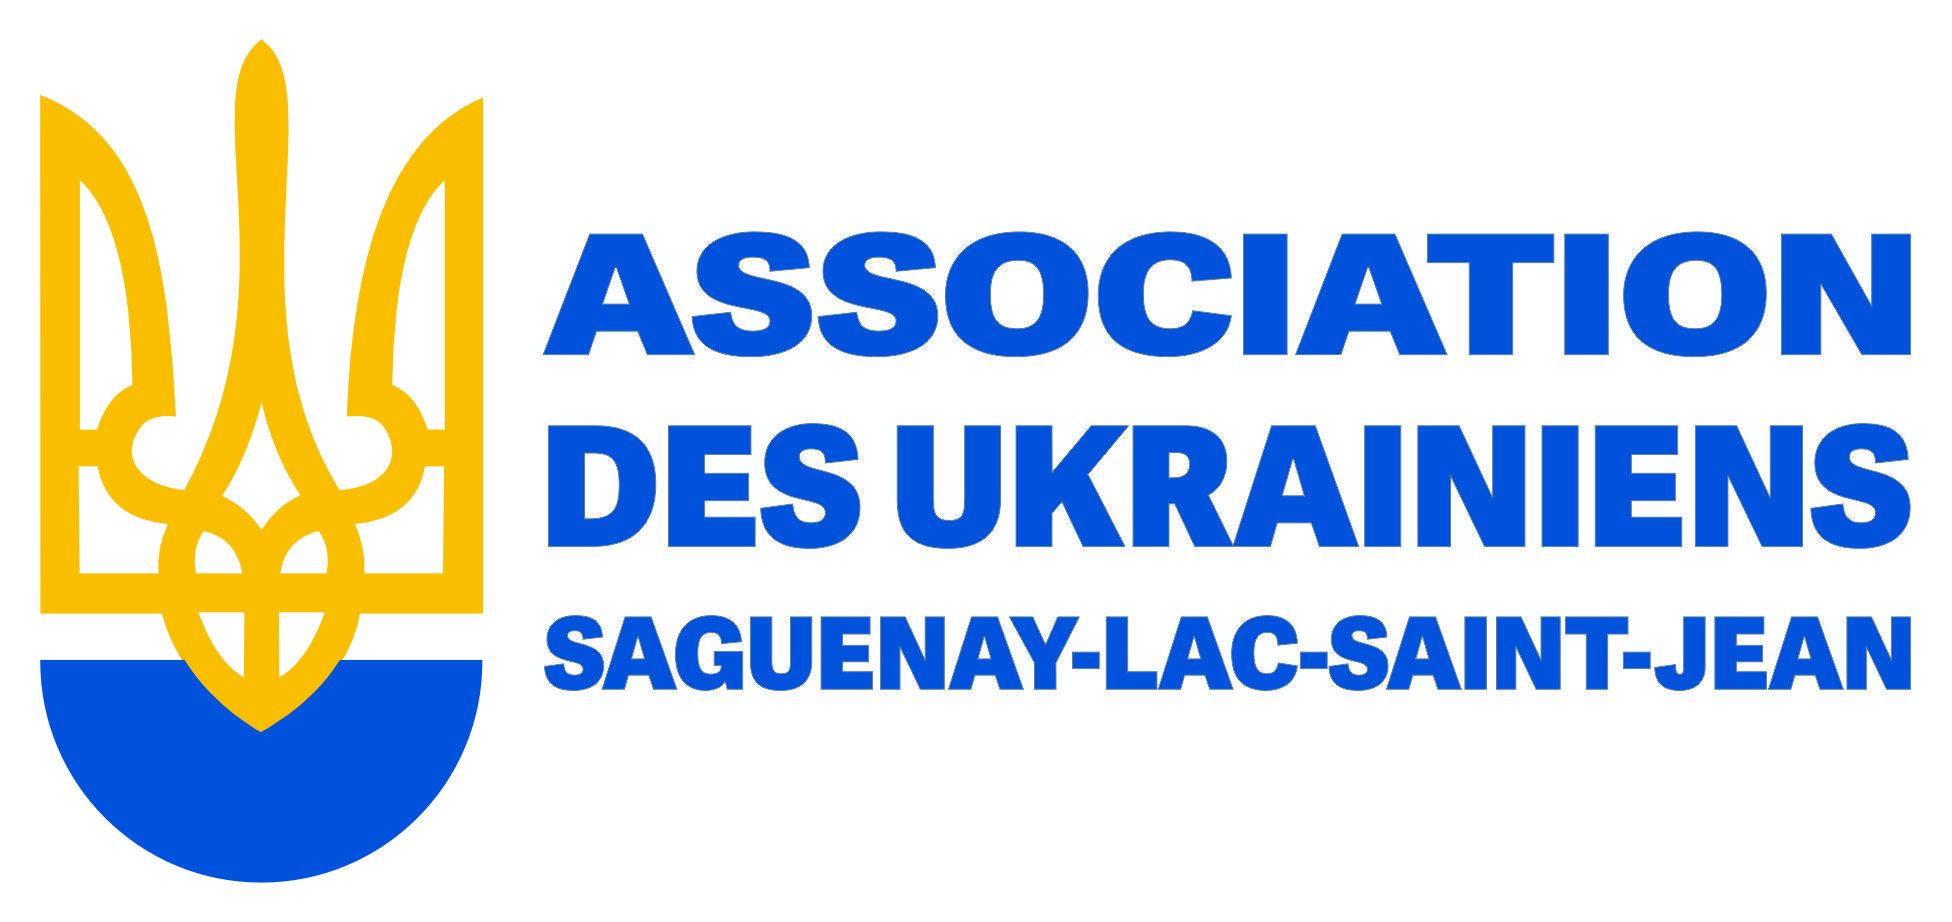 ASSOCIATION
DES UKRAINIENS
SAGUENAY-LAC-SAINT-JEAN